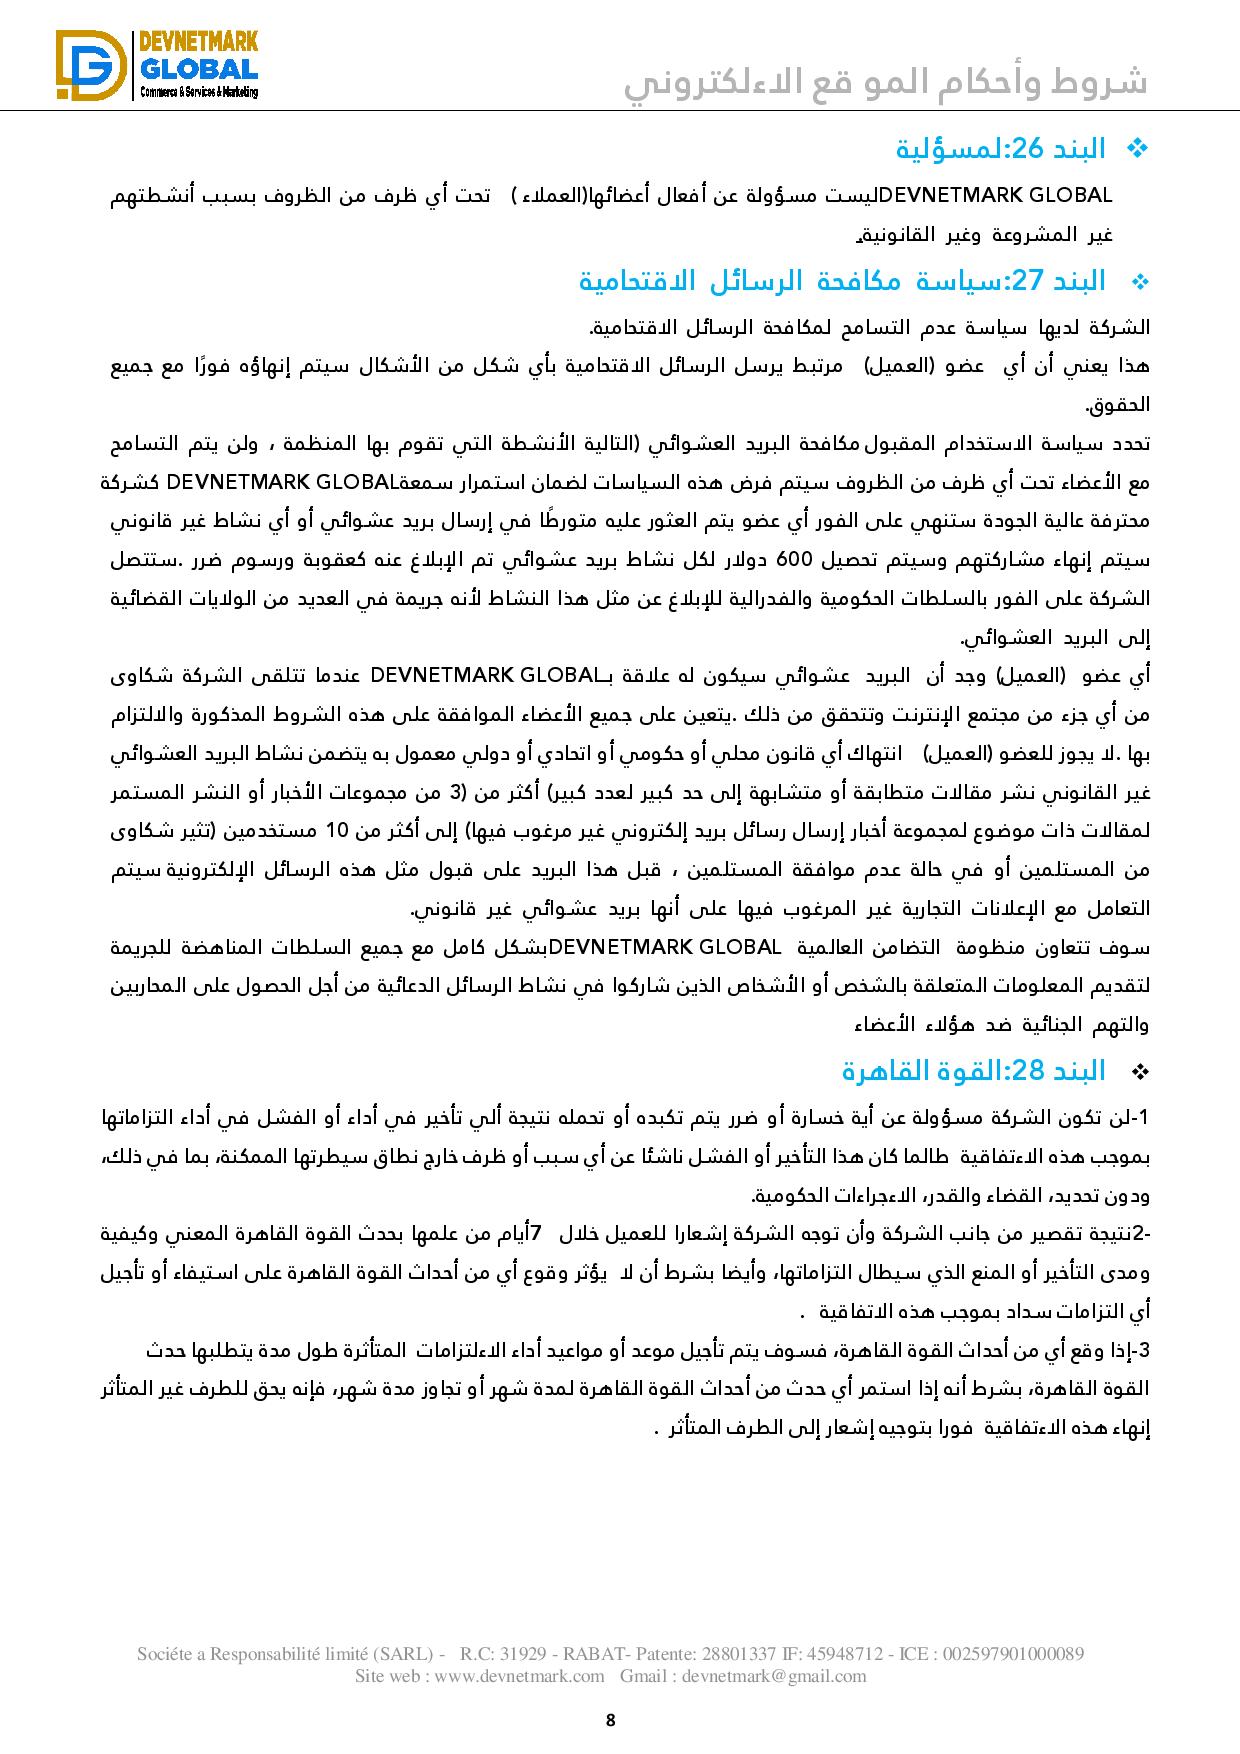 DEVNETMARK
GLOBAL
Commerce & Services & Marketing
شروط وأحكام المو قع الاءلكتروني
❖ البند 26:لمسؤلية
DEVNETMARK GLOBALليست مسؤولة عن أفعال أعضائها(العملاء ) تحت أي ظرف من الظروف بسبب أنشطتهم
غير المشروعة وغير القانونية.
❖ البند 27:سياسة مكافحة الرسائل الاقتحامية
الشركة لديها سياسة عدم التسامح لمكافحة الرسائل الاقتحامية.
هذا يعني أن أي عضو (العميل) مرتبط يرسل الرسائل الاقتحامية بأي شكل من الأشكال سيتم إنهاؤه فورًا مع جميع
الحقوق.
تحدد سياسة الاستخدام المقبول مكافحة البريد العشوائي (التالية الأنشطة التي تقوم بها المنظمة ، ولن يتم التسامح
مع الأعضاء تحت أي ظرف من الظروف سيتم فرض هذه السياسات لضمان استمرار سمعةDEVNETMARK GLOBAL كشركة
محترفة عالية الجودة ستنهي على الفور أي عضو يتم العثور عليه متورطًا في إرسال بريد عشوائي أو أي نشاط غير قانوني
سيتم إنهاء مشاركتهم وسيتم تحصيل 600 دولار لكل نشاط بريد عشوائي تم الإبلاغ عنه كعقوبة ورسوم ضرر .ستتصل
الشركة على الفور بالسلطات الحكومية والفدرالية للإبلاغ عن مثل هذا النشاط لأنه جريمة في العديد من الولايات القضائية
إلى البريد العشوائي.
أي عضو (العميل) وجد أن البريد عشوائي سيكون له علاقة بـDEVNETMARK GLOBAL عندما تتلقى الشركة شكاوى
من أي جزء من مجتمع الإنترنت وتتحقق من ذلك .يتعين على جميع الأعضاء الموافقة على هذه الشروط المذكورة والالتزام
بها .لا يجوز للعضو (العميل) انتهاك أي قانون محلي أو حكومي أو اتحادي أو دولي معمول به يتضمن نشاط البريد العشوائي
غير القانوني نشر مقالات متطابقة أو متشابهة إلى حد كبير لعدد كبير) أكثر من (3 من مجموعات الأخبار أو النشر المستمر
لمقالات ذات موضوع لمجموعة أخبار إرسال رسائل بريد إلكتروني غير مرغوب فيها) إلى أكثر من 10 مستخدمين (تثير شكاوى
من المستلمين أو في حالة عدم موافقة المستلمين ، قبل هذا البريد على قبول مثل هذه الرسائل الإلكترونية سيتم
التعامل مع الإعلانات التجارية غير المرغوب فيها على أنها بريد عشوائي غير قانوني.
سوف تتعاون منظومة التضامن العالمية DEVNETMARK GLOBALبشكل كامل مع جميع السلطات المناهضة للجريمة
لتقديم المعلومات المتعلقة بالشخص أو الأشخاص الذين شاركوا في نشاط الرسائل الدعائية من أجل الحصول على المحاربين
والتهم الجنائية ضد هؤلاء الأعضاء
❖ البند 28:القوة القاهرة
1-لن تكون الشركة مسؤولة عن أية خسارة أو ضرر يتم تكبده أو تحمله نتيجة ألي تأخير في أداء أو الفشل في أداء التزاماتها
بموجب هذه الاءتفاقية طالما كان هذا التأخير أو الفشل ناشئا عن أي سبب أو ظرف خارج نطاق سيطرتها الممكنة، بما في ذلك،
ودون تحديد، القضاء والقدر، الاءجراءات الحكومية.
-2نتيجة تقصير من جانب الشركة وأن توجه الشركة إشعارا للعميل خلال 7أيام من علمها بحدث القوة القاهرة المعني وكيفية
ومدى التأخير أو المنع الذي سيطال التزاماتها، وأيضا بشرط أن لا يؤثر وقوع أي من أحداث القوة القاهرة على استيفاء أو تأجيل
أي التزامات سداد بموجب هذه الاتفاقية .
3-إذا وقع أي من أحداث القوة القاهرة، فسوف يتم تأجيل موعد أو مواعيد أداء الاءلتزامات المتأثرة طول مدة يتطلبها حدث
القوة القاهرة، بشرط أنه إذا استمر أي حدث من أحداث القوة القاهرة لمدة شهر أو تجاوز مدة شهر، فإنه يحق للطرف غير المتأثر
إنهاء هذه الاءتفاقية فورا بتوجيه إشعار إلى الطرف المتأثر .
Sociéte a Responsabilité limité (SARL) - R.C: 31929 - RABAT- Patente: 28801337 IF: 45948712 - ICE : 002597901000089
Site web : www.devnetmark.com Gmail : devnetmark@gmail.com
8